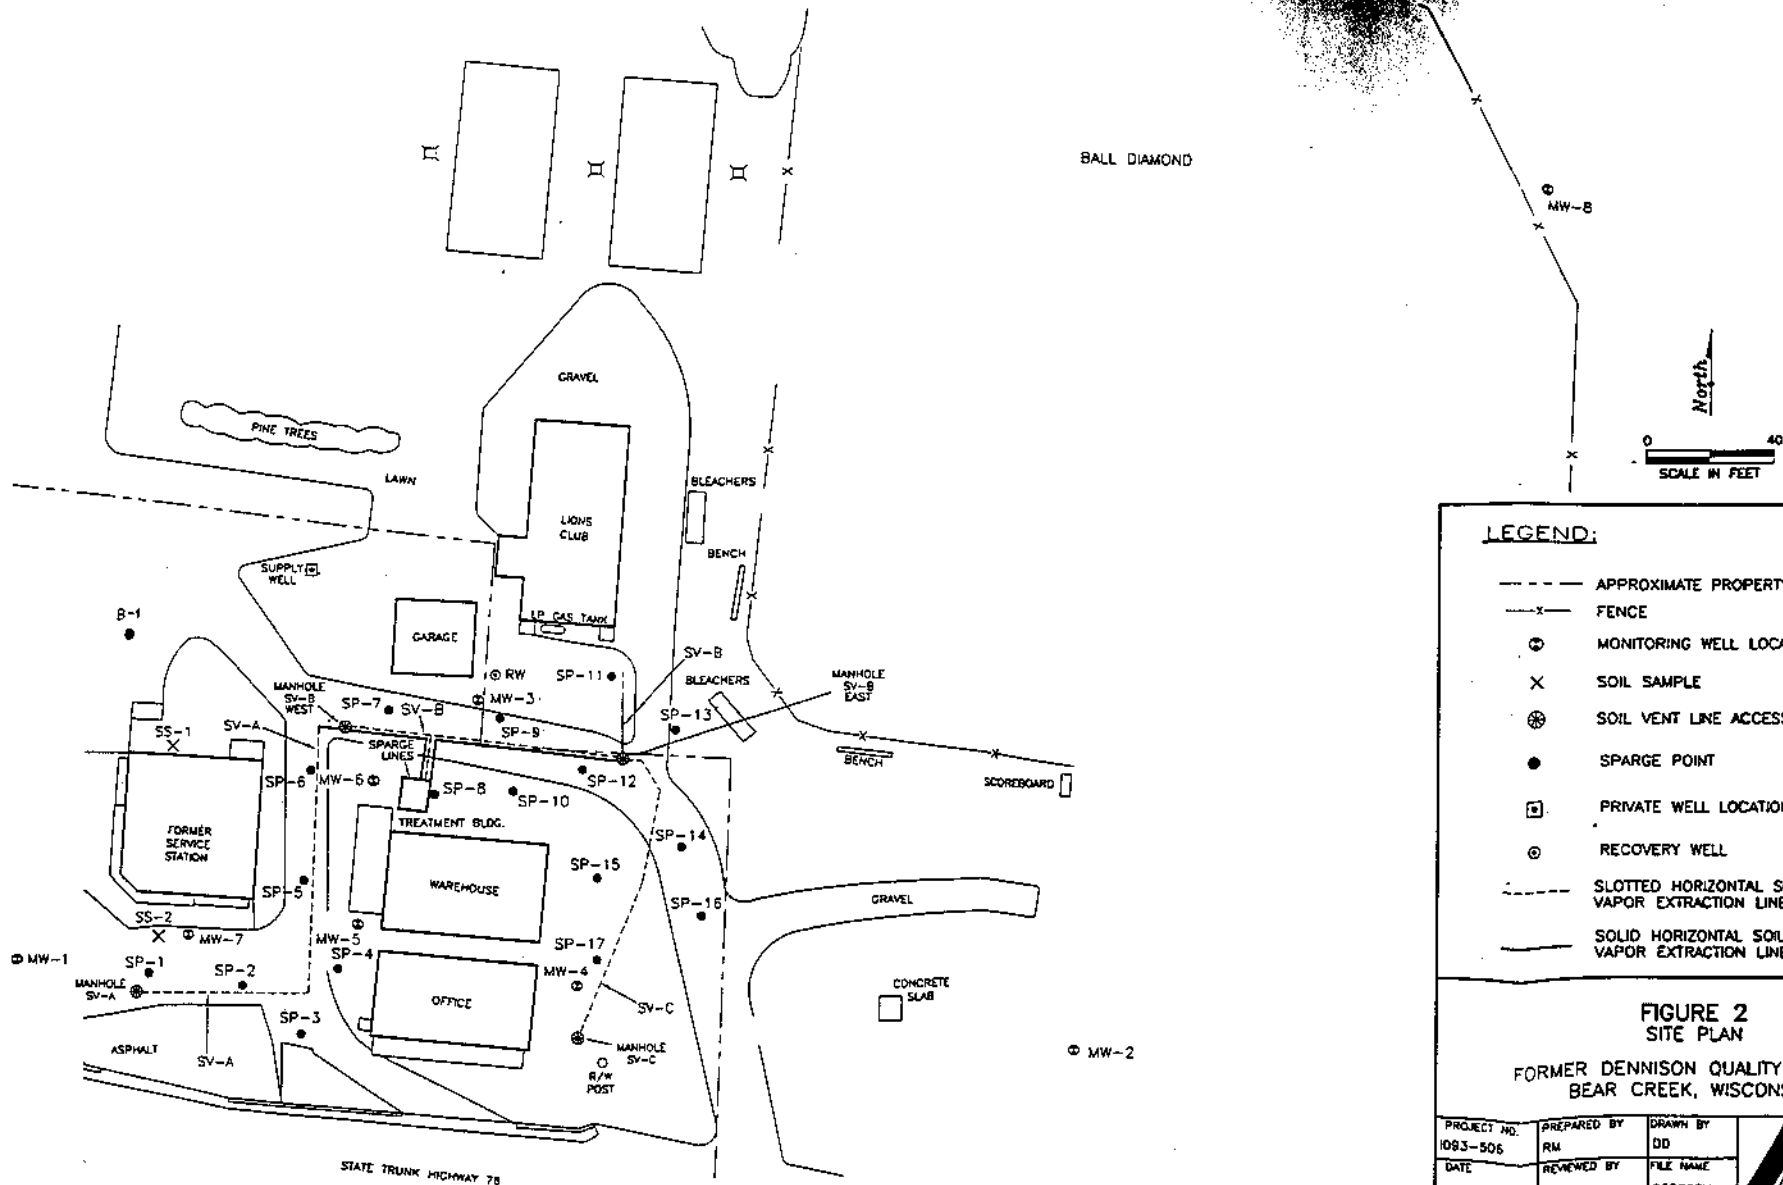 BALL DIAMOND
MW-8
North
0 40
SCALE IN FEET
GRAVEL
PINE TREES
LAWN
BLEACHERS
LIONS
CLUB
BENCH
SUPPLY
WELL
B-1
LP GAS TANK
GARAGE
SV-B
RW
SP-11
MANHOLE
SV-B
WEST
SP-7
SV-B
MW-3
BLEACHERS
MANHOLE
SV-B
EAST
SS-1
SV-A
SP-9
SP-13
SPARGE
LINES
BENCH
SP-6
MW-6
SP-8
SP-10
SP-12
SCOREBOARD
TREATMENT BLDG.
FORMER
SERVICE
STATION
SP-14
SP-15
WAREHOUSE
SP-5
GRAVEL
SS-2
SP-16
MW-7
MW-5
SP-17
MW-1
SP-1
SP-2
SP-4
MW-4
MANHOLE
SV-A
OFFICE
SV-C
CONCRETE
SLAB
SP-3
ASPHALT
SV-A
MANHOLE
SV-C
R/W
POST
MW-2
STATE TRUNK HIGHWAY 76
LEGEND:
APPROXIMATE PROPERTY
FENCE
MONITORING WELL LOCA
SOIL SAMPLE
SOIL VENT LINE ACCESS
SPARGE POINT
PRIVATE WELL LOCATION
RECOVERY WELL
SLOTTED HORIZONTAL S
VAPOR EXTRACTION LINE
SOLID HORIZONTAL SOIL
VAPOR EXTRACTION LINE
FIGURE 2
SITE PLAN
FORMER DENNISON QUALITY
BEAR CREEK, WISCONS
PROJECT NO.
1093-506
PREPARED BY
RM
DRAWN BY
DD
DATE
REVIEWED BY
FILE NAME